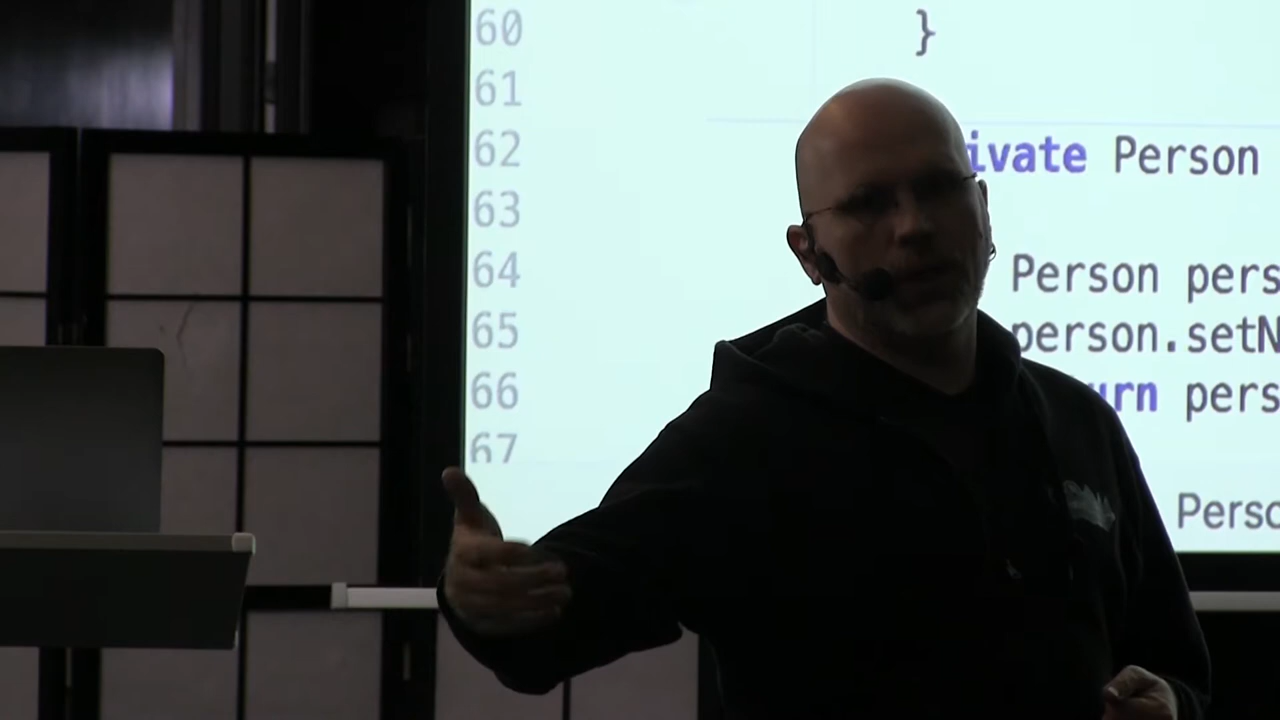 60 }
61
62 ivate Person
63
64 Person pers
65 person.setN
66 urn pers
67
Perso